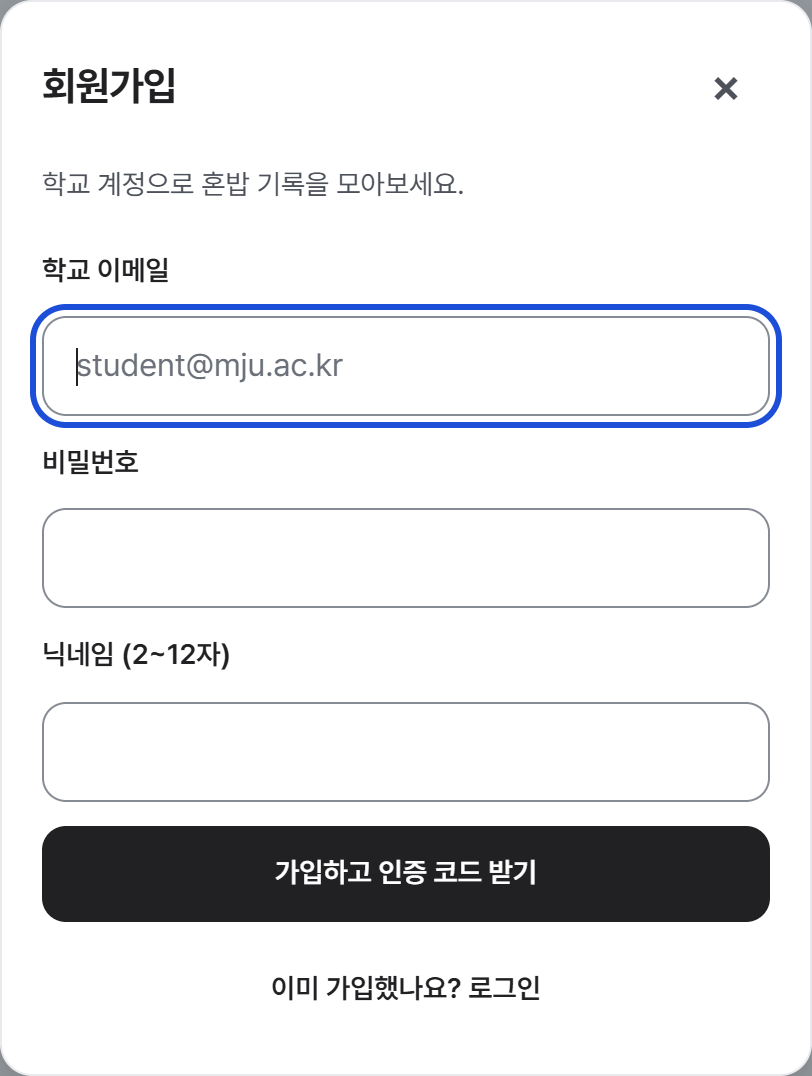 회원가입
학교 계정으로 혼밥 기록을 모아보세요.
학교 이메일
student@mju.ac.kr
비밀번호
닉네임 (2~12자)
가입하고 인증 코드 받기
이미 가입했나요? 로그인